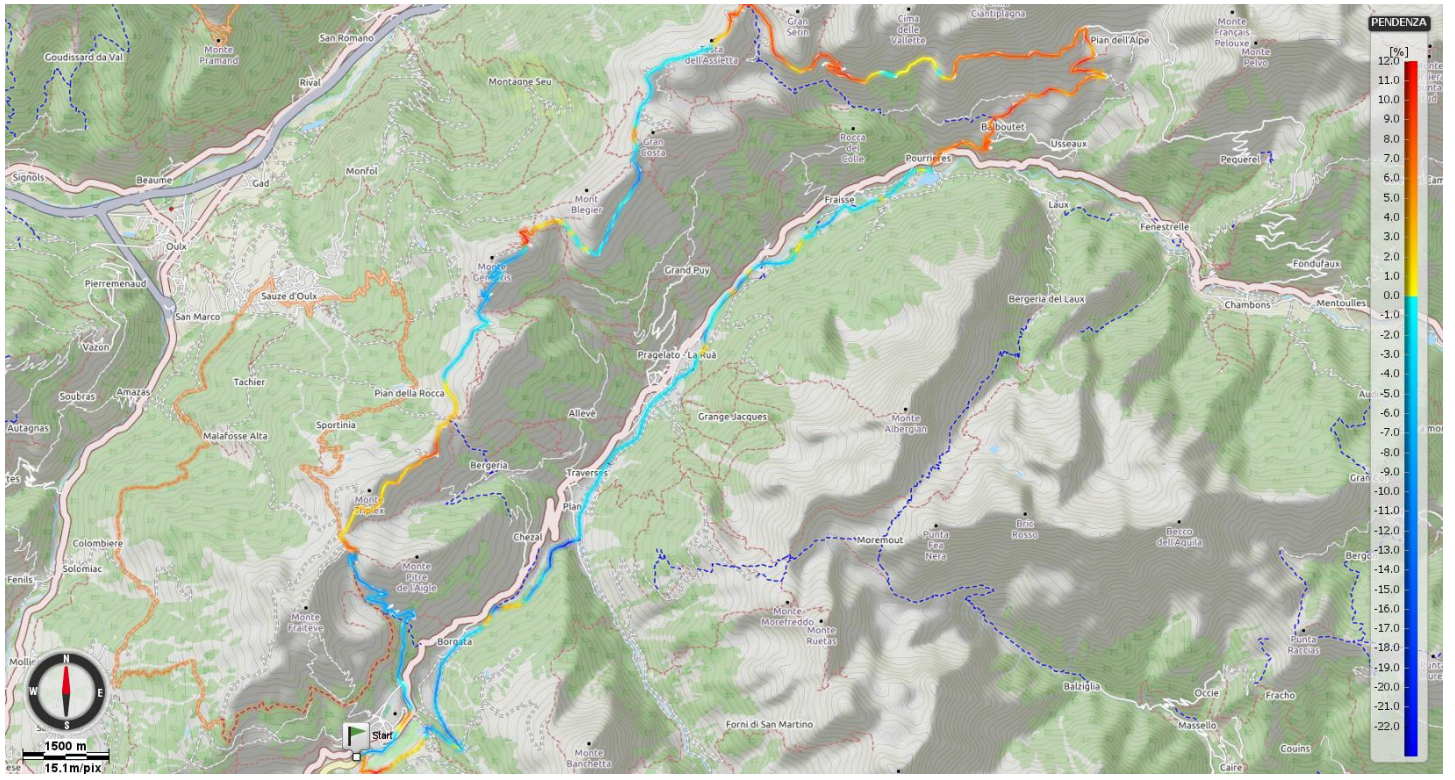 PENDENZA
[%]
12.0
11.0
10.0
9.0
8.0
7.0
6.0
5.0
4.0
3.0
2.0
1.0
0.0
-1.0
-2.0
-3.0
-4.0
-5.0
-6.0
-7.0
-8.0
-9.0
-10.0
-11.0
-12.0
-13.0
-14.0
-15.0
-16.0
-17.0
-18.0
-19.0
-20.0
-21.0
-22.0
Goudissard da Val
Monte
Pramand
San Romano
Rival
Montagne Seu
Testa
dell'Assietta
Gran
Sérin
Cima
delle
Vallette
Ciantiplagna
Pian dell'Alpe
Monte
Français
Pelouxe
Monte
Pelvo
Signols
Beaume
Gad
Monfol
Gran
Costa
Rocca
del
Colle
Balboutet
Usseaux
Pourrieres
Pequerel
Oulx
Mont
Blegier
Fraisse
Laux
Fenestrelle
Pierremenaud
Sauze d'Oulx
Monte
Genevris
Grand Puy
Bergeria del Laux
Fondufaux
Chambons
Mentoulles
San Marco
Vazon
Pragelato - La Ruà
Soubras
Amazas
Tachier
Pian della Rocca
Autagnas
Malafosse Alta
Sportinia
Allevé
Grange Jacques
Monte
Albergian
Bergeria
Traverses
Monte
Triplex
Plan
Chezal
Colombiere
Solomiac
Fenils
Monte
Pitre
de l'Aigle
Moremout
Punta
Fea
Nera
Bric
Rosso
Becco
dell'Aquila
Monte
Fraiteve
Borgata
Monte
Morefreddo
Monte
Ruetas
Punta
Raccias
Balziglia
Occie
Fracho
Massello
Forni di San Martino
Couins
Caire
Monte
Banchetta
Start
N
W
E
S
1500 m
15.1m/pix